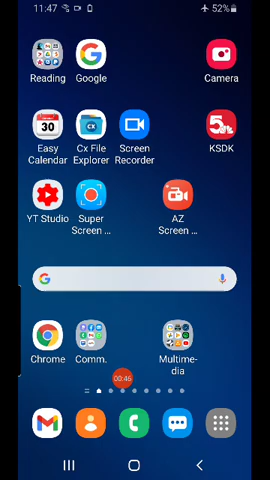 11:47
52%
Reading
Google
Camera
30
5
Easy
Calendar
Cx File
Explorer
Screen
Recorder
KSDK
CX
YT Studio
Super
Screen ...
AZ
Screen ...
Chrome
Comm.
Multime-
dia
00:46